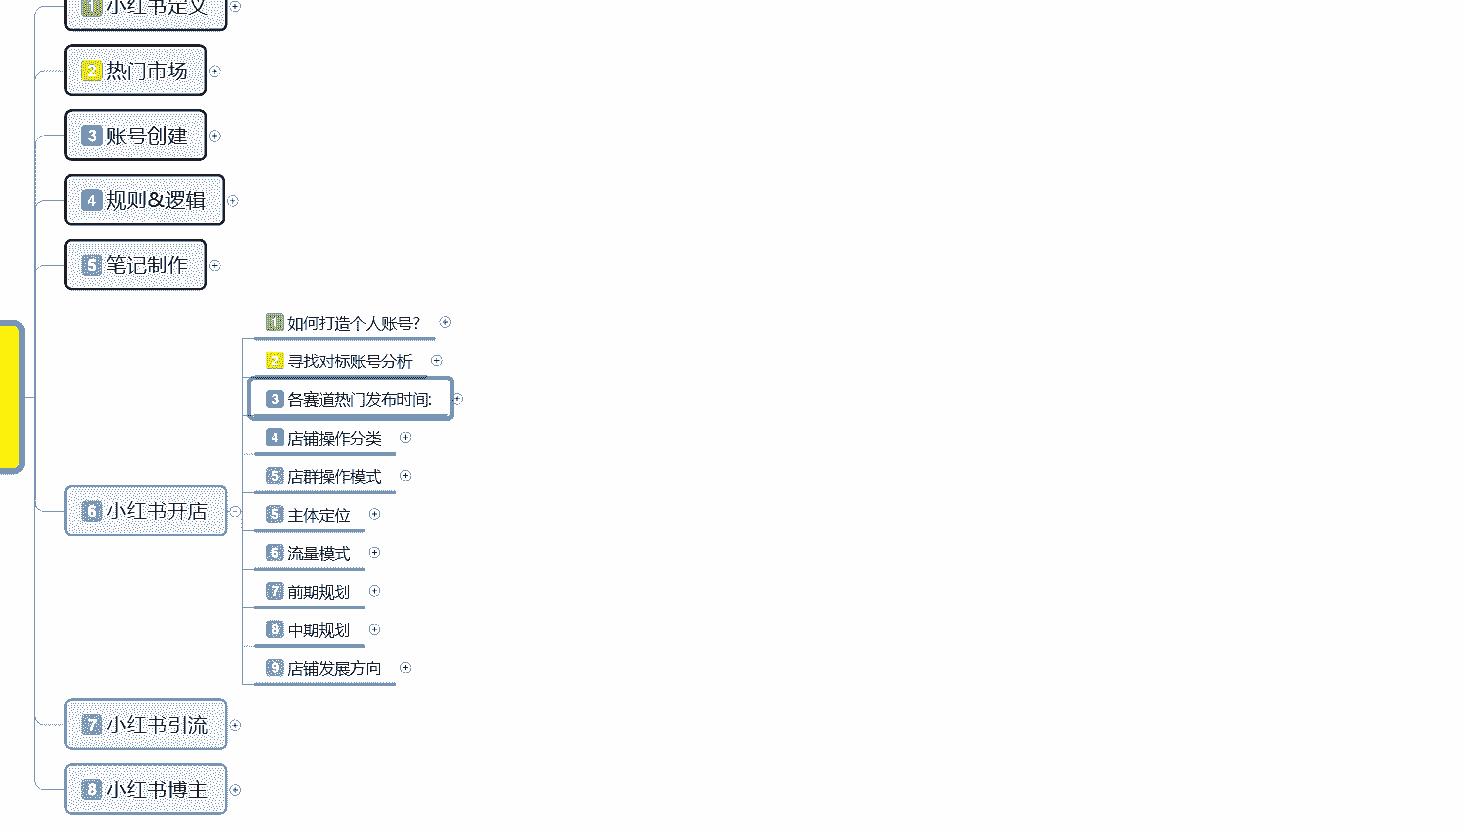 1 小红书定义
2 热门市场
3 账号创建
4 规则&逻辑
5 笔记制作
6 小红书开店
1 如何打造个人账号?
2 寻找对标账号分析
3 各赛道热门发布时间:
4 店铺操作分类
5 店群操作模式
5 主体定位
6 流量模式
7 前期规划
8 中期规划
9 店铺发展方向
7 小红书引流
8 小红书博主